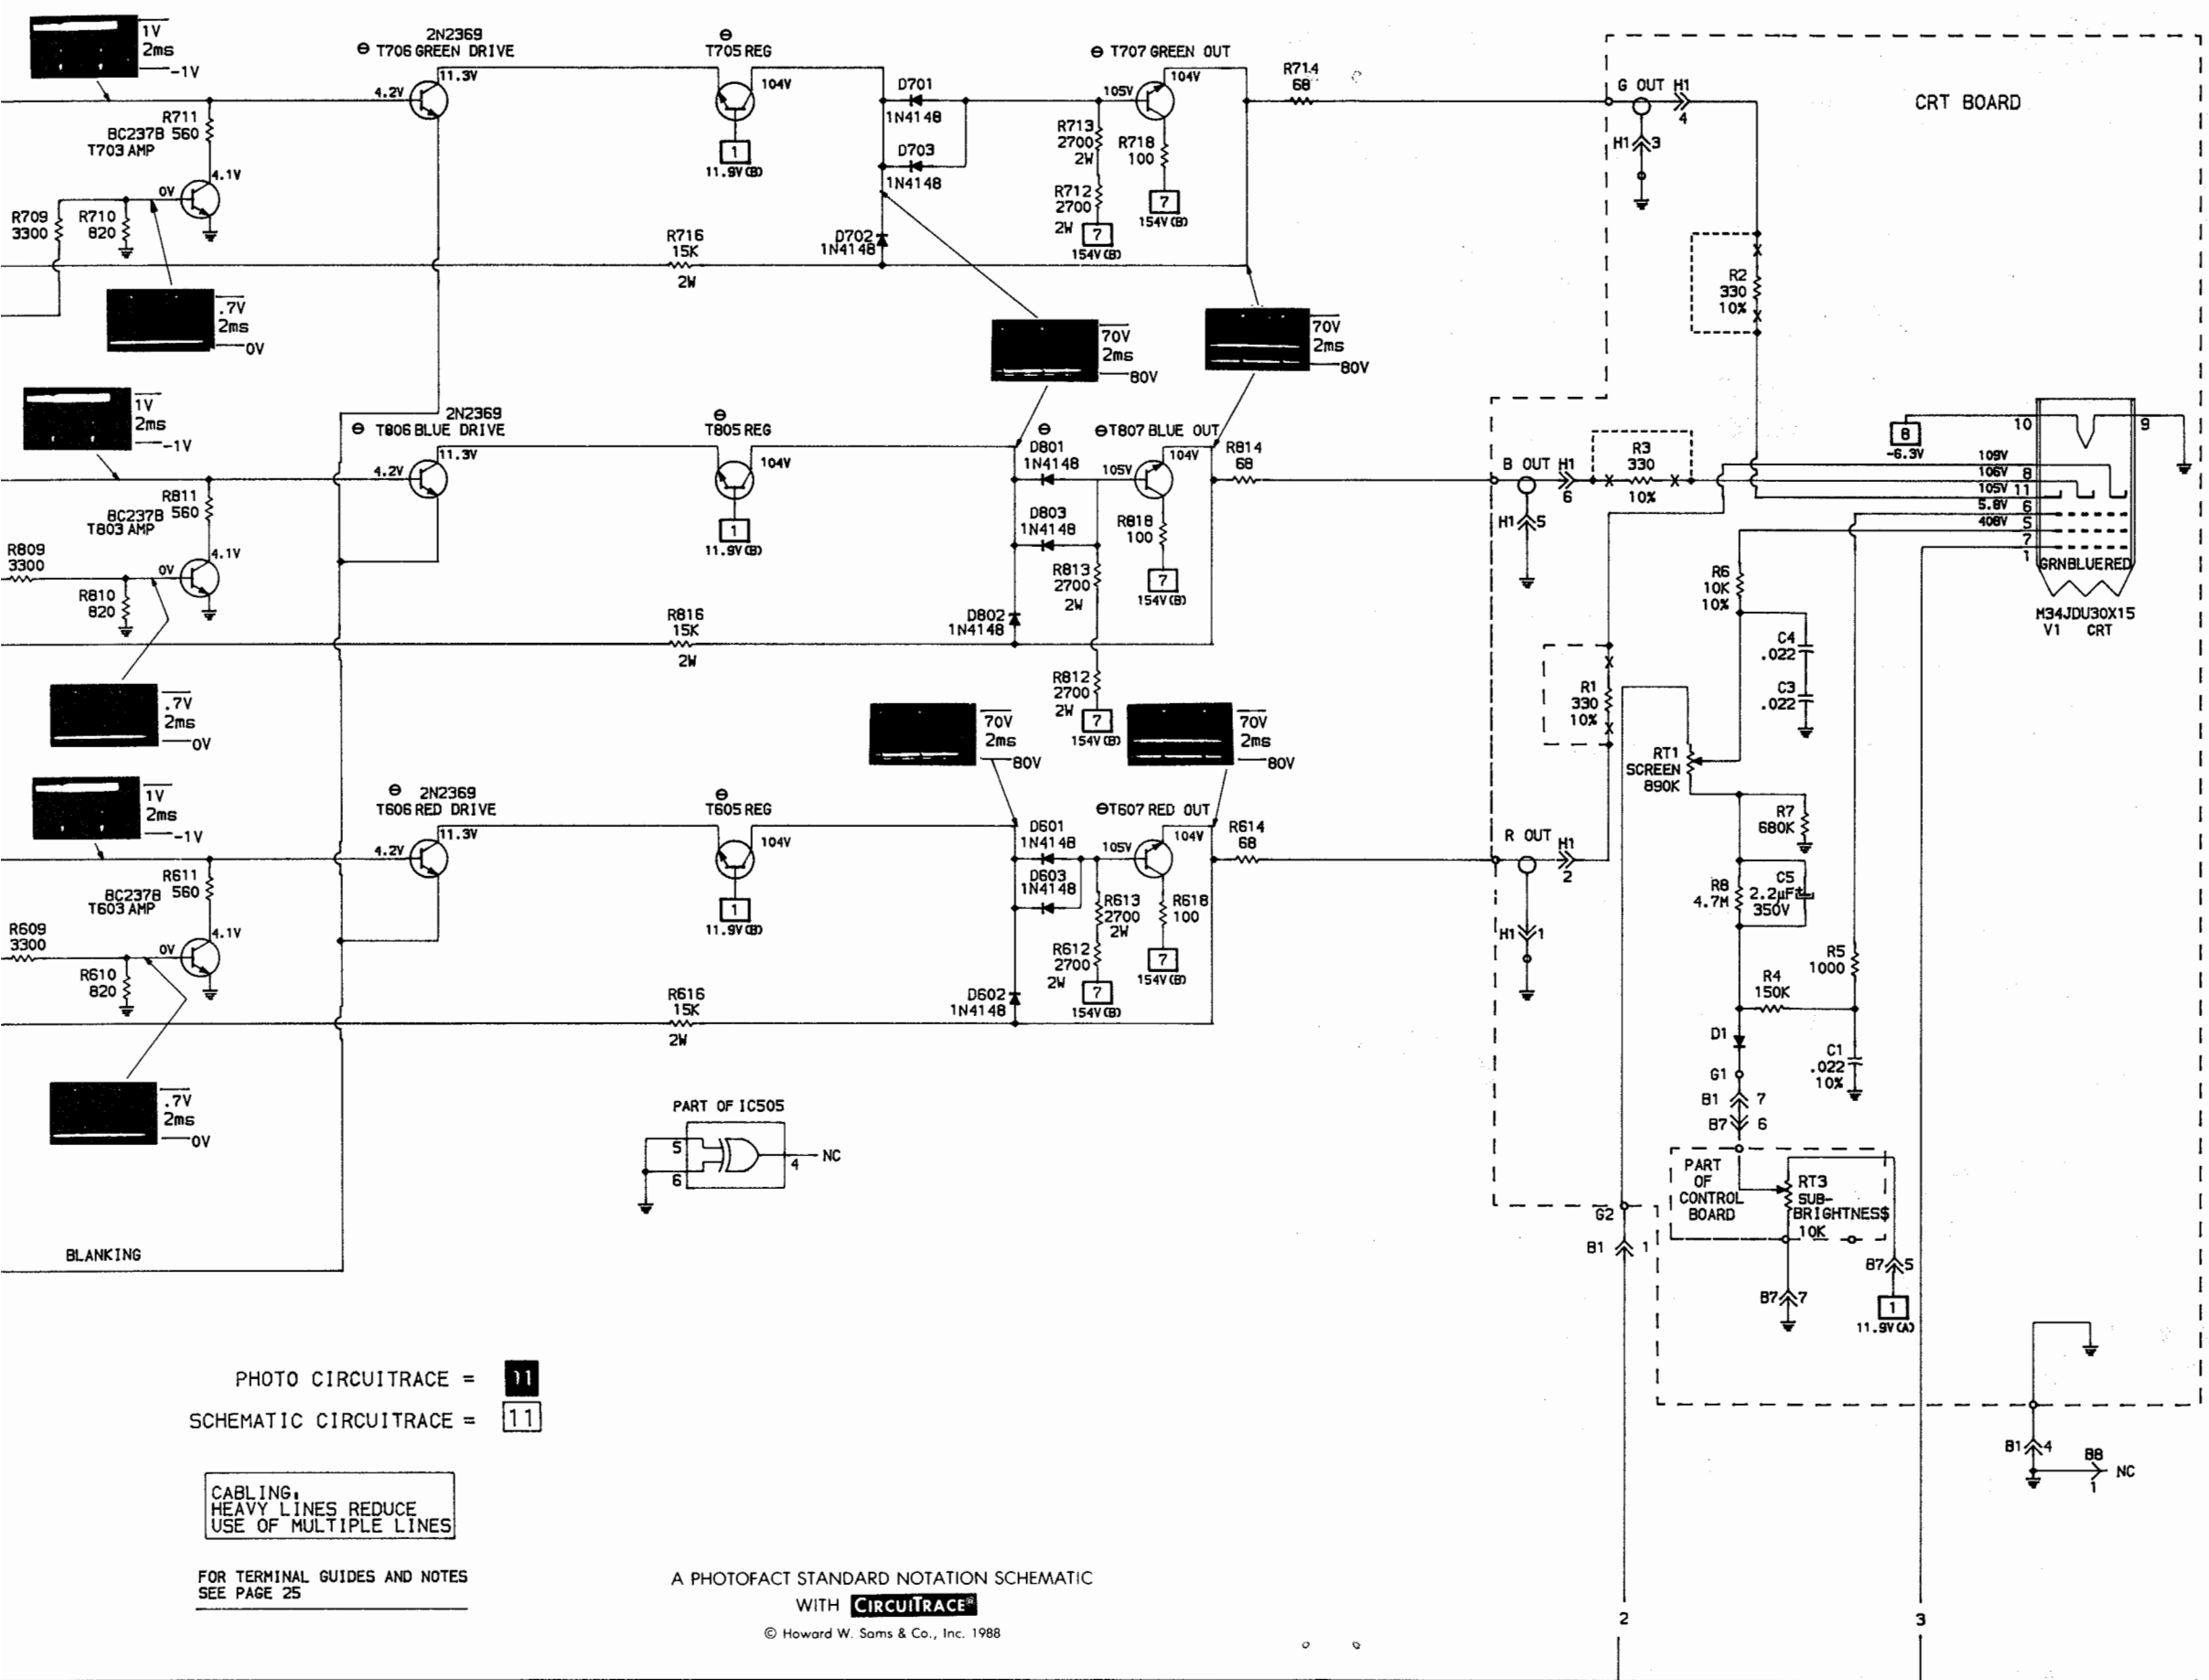 1V
2ms
-1V
2N2369
⊖ T706 GREEN DRIVE
11.3V
4.2V
⊖
T705 REG
104V
1
11.9V(B)
D701
1N4148
D703
1N4148
⊖ T707 GREEN OUT
104V
105V
R713
2700
2W
R718
100
R712
2700
2W
7
154V(B)
7
154V(B)
R714
68
G OUT H1
4
H1 3
CRT BOARD
R711
BC237B 560
T703 AMP
4.1V
0V
R709
3300
R710
820
R716
15K
2W
D702
1N4148
R2
330
10%
.7V
2ms
0V
70V
2ms
80V
70V
2ms
80V
1V
2ms
-1V
2N2369
⊖ T806 BLUE DRIVE
11.3V
4.2V
⊖
T805 REG
104V
1
11.9V(B)
⊖
D801
1N4148
D803
1N4148
⊖T807 BLUE OUT
104V
105V
R818
100
7
154V(B)
R813
2700
2W
R812
2700
2W
7
154V(B)
R814
68
B OUT H1
6
H1 5
R3
330
10%
8
-6.3V
10
9
109V
106V 8
105V 11
5.8V 6
408V 5
7
1
GRN BLUE RED
M34JDU30X15
V1 CRT
R811
BC237B 560
T803 AMP
4.1V
0V
R809
3300
R810
820
R816
15K
2W
D802
1N4148
R6
10K
10%
C4
.022
C3
.022
R1
330
10%
RT1
SCREEN
890K
.7V
2ms
0V
70V
2ms
80V
70V
2ms
80V
1V
2ms
-1V
⊖ 2N2369
T606 RED DRIVE
11.3V
4.2V
⊖
T605 REG
104V
1
11.9V(B)
D601
1N4148
D603
1N4148
⊖T607 RED OUT
104V
105V
R613
2700
2W
R618
100
R612
2700
2W
7
154V(B)
7
154V(B)
R614
68
R OUT
H1
2
H1 1
R7
680K
R8
4.7M
C5
2.2µF
350V
+
R611
BC237B 560
T603 AMP
4.1V
0V
R609
3300
R610
820
R616
15K
2W
D602
1N4148
R5
1000
R4
150K
D1
G1
C1
.022
10%
B1 7
B7 6
.7V
2ms
0V
PART OF IC505
5
6
4
NC
PART
OF
CONTROL
BOARD
RT3
SUB-
BRIGHTNESS
10K
G2
B1 1
B7 5
B7 7
1
11.9V(A)
BLANKING
B1 4
B8
1
NC
PHOTO CIRCUITRACE = 11
SCHEMATIC CIRCUITRACE = 11
CABLING,
HEAVY LINES REDUCE
USE OF MULTIPLE LINES
FOR TERMINAL GUIDES AND NOTES
SEE PAGE 25
A PHOTOFACT STANDARD NOTATION SCHEMATIC
WITH CIRCUITRACE®
© Howard W. Sams & Co., Inc. 1988
2
3